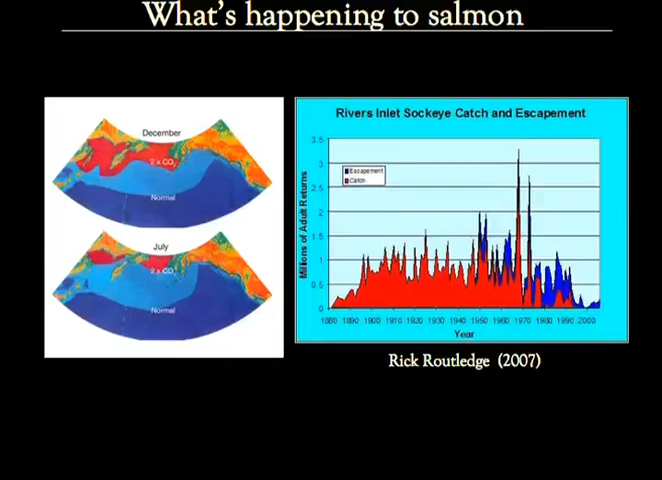 What's happening to salmon
December
2 x CO2
Normal
July
2 x CO2
Normal
Rivers Inlet Sockeye Catch and Escapement
Millions of Adult Returns
3.5
3
2.5
2
1.5
1
0.5
0
Escapement
Catch
1880 1890 1900 1910 1920 1930 1940 1950 1960 1970 1980 1990 2000
Year
Rick Routledge (2007)